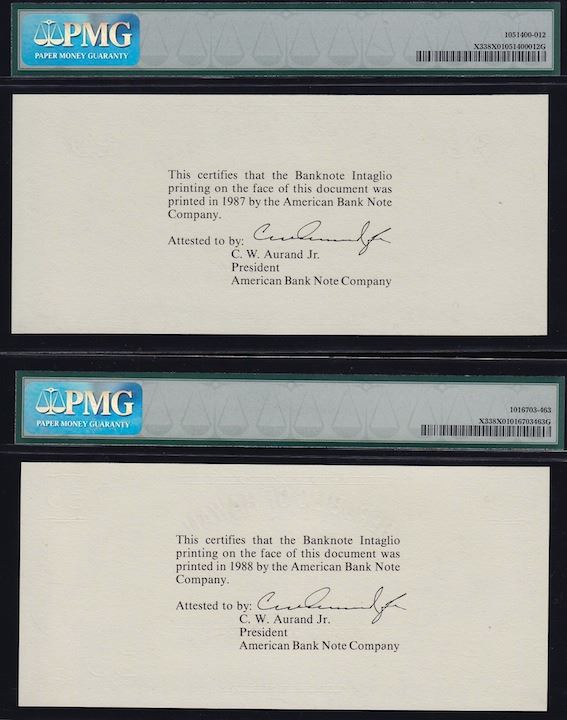 PMG
PAPER MONEY GUARANTY
1051400-012
X338X01051400012G
This certifies that the Banknote Intaglio
printing on the face of this document was
printed in 1987 by the American Bank Note
Company.
Attested to by:
C. W. Aurand Jr.
President
American Bank Note Company
PMG
PAPER MONEY GUARANTY
1016703-463
X338X01016703463G
This certifies that the Banknote Intaglio
printing on the face of this document was
printed in 1988 by the American Bank Note
Company.
Attested to by:
C. W. Aurand Jr.
President
American Bank Note Company